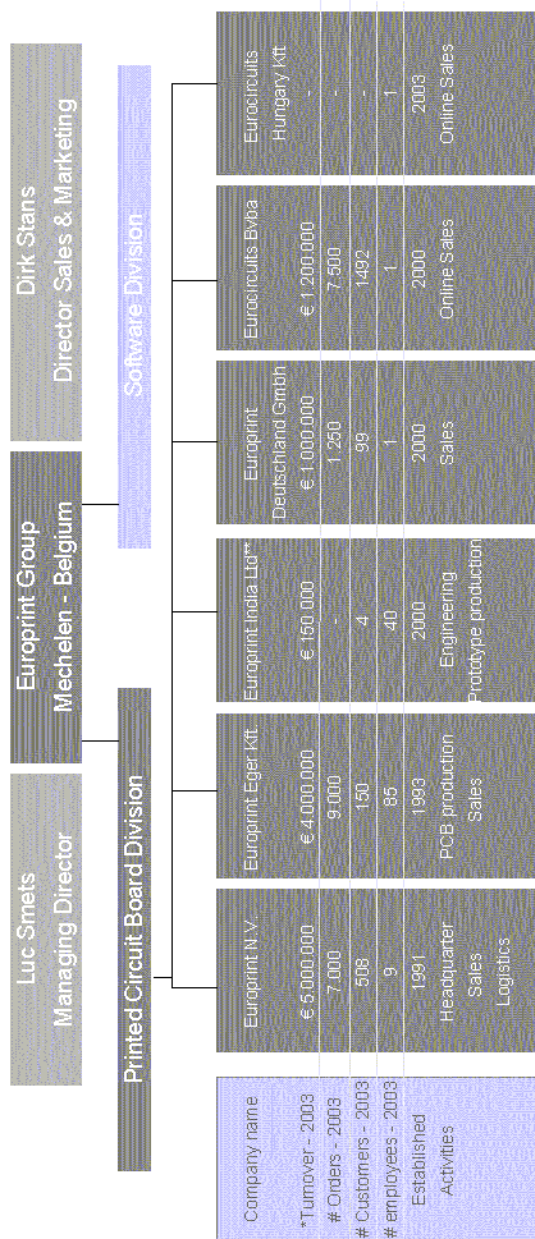 Luc Smets
Managing Director
Europrint Group
Mechelen - Belgium
Dirk Stans
Director Sales & Marketing
Printed Circuit Board Division
Software Division
Company name
*Turnover - 2003
# Orders - 2003
# Customers - 2003
# employees - 2003
Established
Activities
Europrint N.V.
€ 5.000.000
7.000
508
9
1991
Headquarter
Sales
Logistics
Europrint Eger Kft.
€ 4.000.000
9.000
150
85
1993
PCB production
Sales
Europrint India Ltd**
€ 150.000
-
4
40
2000
Engineering
Prototype production
Europrint
Deutschland Gmbh
€ 1.000.000
1.250
99
1
2000
Sales
Eurocircuits Bvba
€ 1.200.000
7.500
1492
1
2000
Online Sales
Eurocircuits
Hungary Kft
-
-
-
1
2003
Online Sales